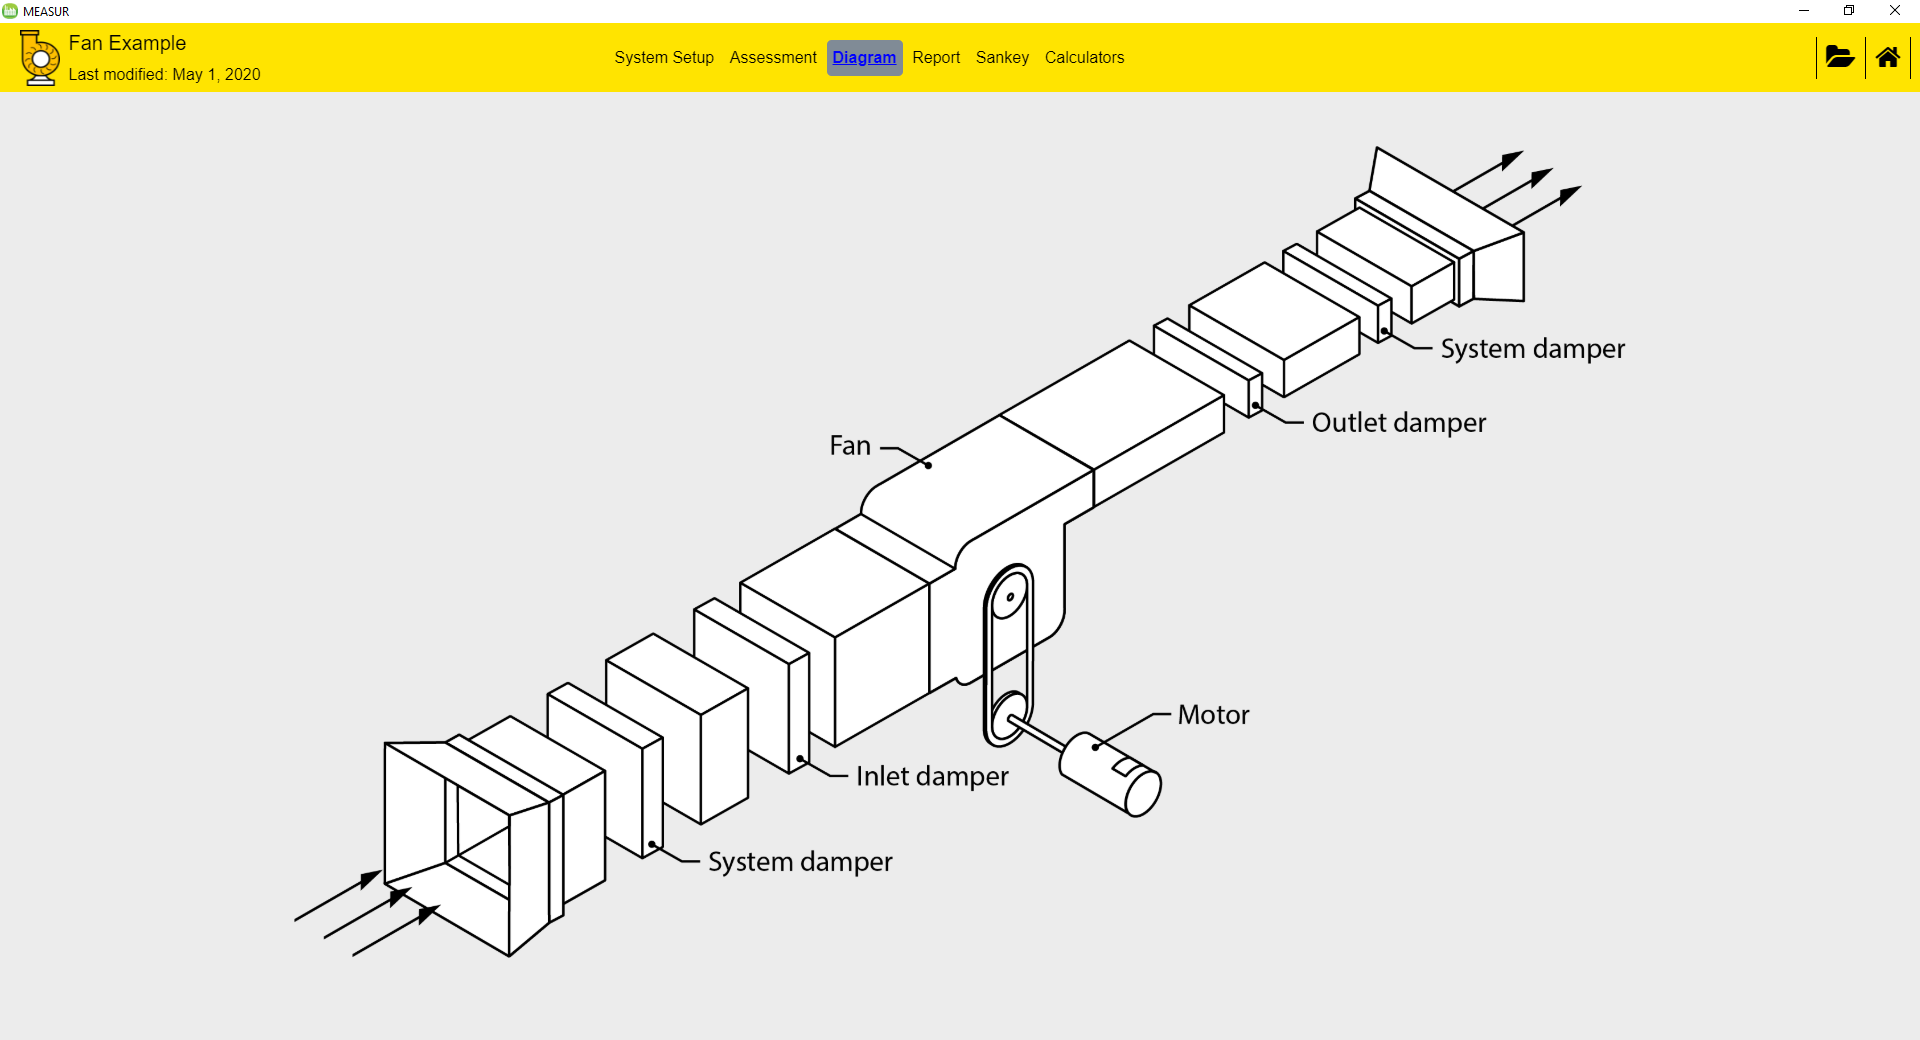 MEASUR
Fan Example
Last modified: May 1, 2020
System Setup Assessment Diagram Report Sankey Calculators
System damper
Outlet damper
Fan
Motor
Inlet damper
System damper